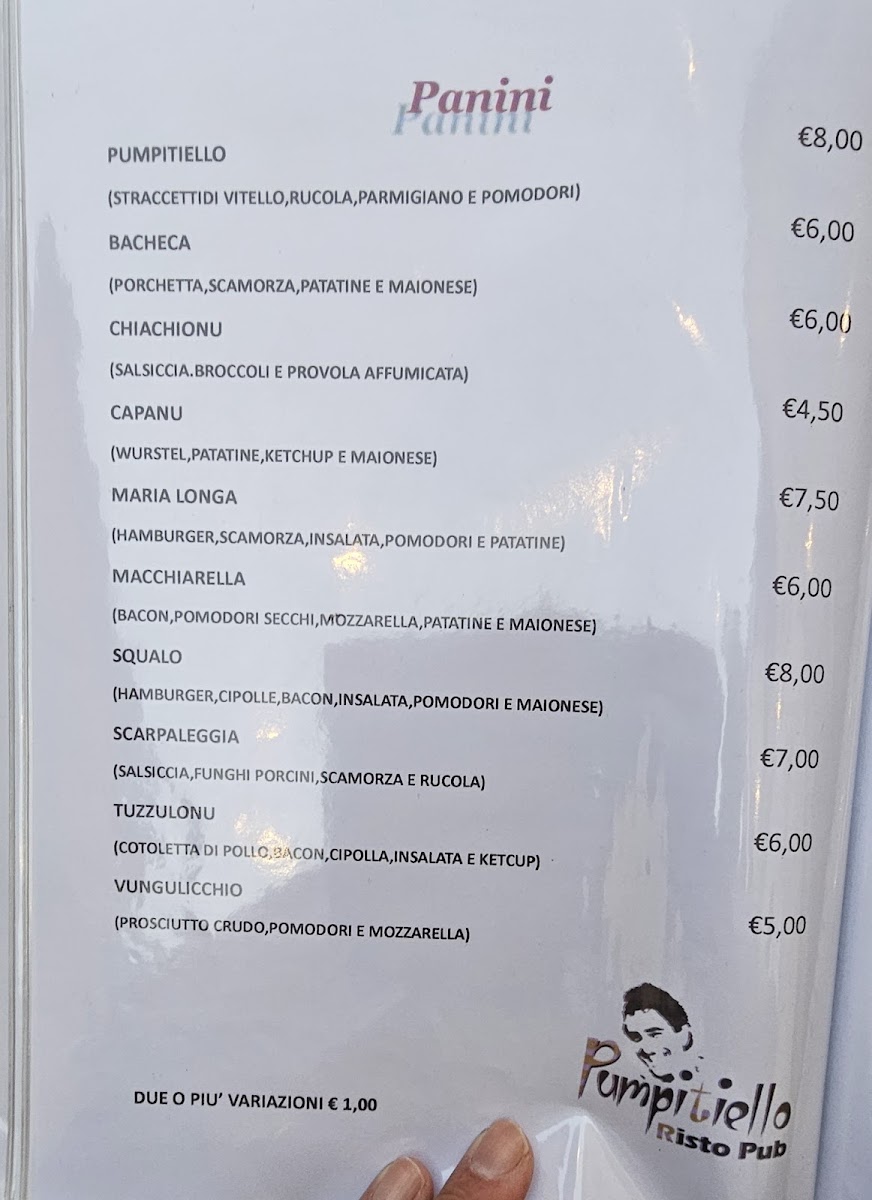 Panini
PUMPITIELLO €8,00
(STRACCETTIDI VITELLO,RUCOLA,PARMIGIANO E POMODORI)
BACHECA €6,00
(PORCHETTA,SCAMORZA,PATATINE E MAIONESE)
CHIACHIONU €6,00
(SALSICCIA.BROCCOLI E PROVOLA AFFUMICATA)
CAPANU €4,50
(WURSTEL,PATATINE,KETCHUP E MAIONESE)
MARIA LONGA €7,50
(HAMBURGER,SCAMORZA,INSALATA,POMODORI E PATATINE)
MACCHIARELLA €6,00
(BACON,POMODORI SECCHI,MOZZARELLA,PATATINE E MAIONESE)
SQUALO €8,00
(HAMBURGER,CIPOLLE,BACON,INSALATA,POMODORI E MAIONESE)
SCARPALEGGIA €7,00
(SALSICCIA,FUNGHI PORCINI,SCAMORZA E RUCOLA)
TUZZULONU €6,00
(COTOLETTA DI POLLO,BACON,CIPOLLA,INSALATA E KETCUP)
VUNGULICCHIO €5,00
(PROSCIUTTO CRUDO,POMODORI E MOZZARELLA)
DUE O PIU’ VARIAZIONI € 1,00
Pumpitiello
Risto Pub